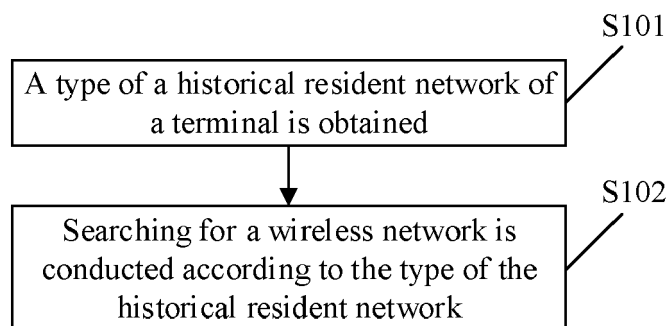 S101
A type of a historical resident network of
a terminal is obtained
S102
Searching for a wireless network is
conducted according to the type of the
historical resident network